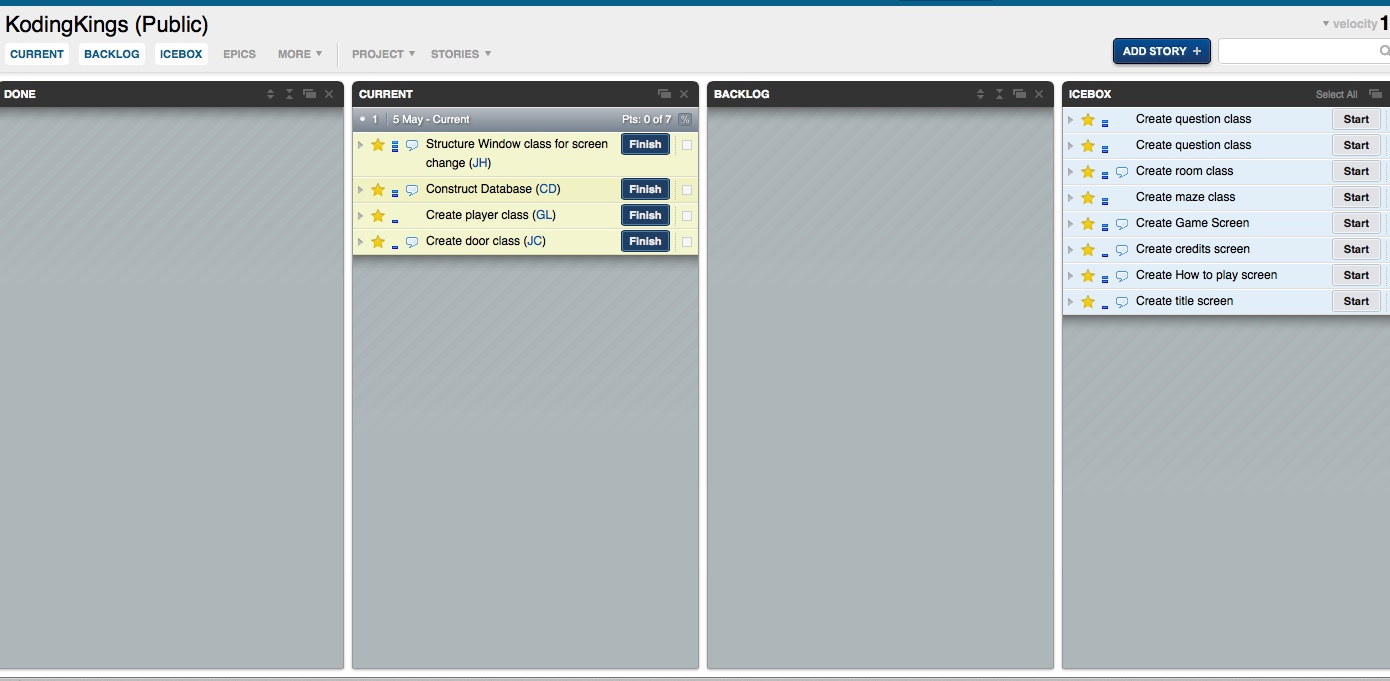 KodingKings (Public)
velocity 1
CURRENT BACKLOG ICEBOX EPICS MORE PROJECT STORIES
ADD STORY +
DONE
CURRENT
1 5 May - Current Pts: 0 of 7 %
Structure Window class for screen
change (JH) Finish
Construct Database (CD) Finish
Create player class (GL) Finish
Create door class (JC) Finish
BACKLOG
ICEBOX Select All
Create question class Start
Create question class Start
Create room class Start
Create maze class Start
Create Game Screen Start
Create credits screen Start
Create How to play screen Start
Create title screen Start